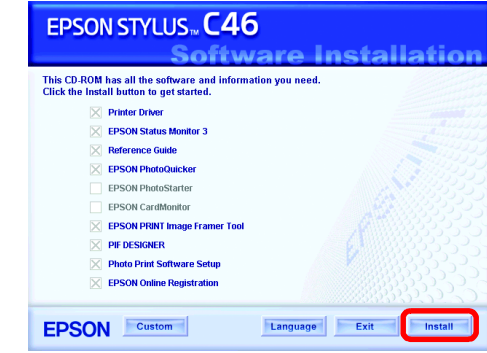 EPSON STYLUS™ C46
Software Installation
This CD-ROM has all the software and information you need.
Click the Install button to get started.
Printer Driver
EPSON Status Monitor 3
Reference Guide
EPSON PhotoQuicker
EPSON PhotoStarter
EPSON CardMonitor
EPSON PRINT Image Framer Tool
PIF DESIGNER
Photo Print Software Setup
EPSON Online Registration
EPSON
EPSON Custom Language Exit Install